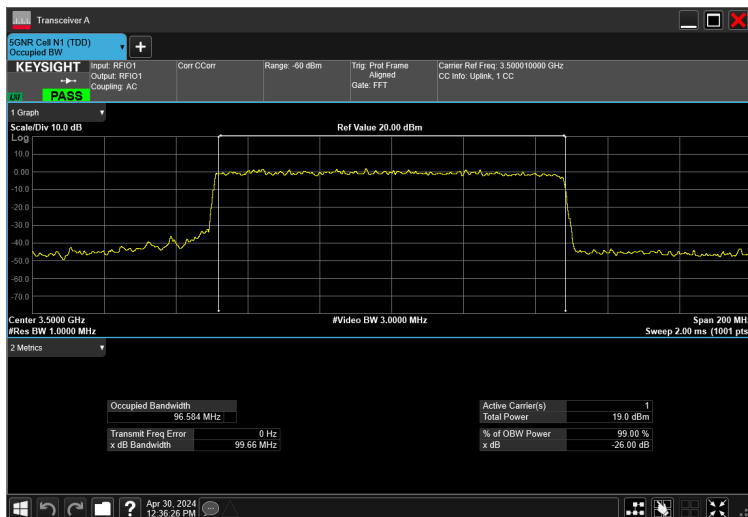 Transceiver A
5GNR Cell N1 (TDD)
Occupied BW
KEYSIGHT
Input: RFIO1
Output: RFIO1
Coupling: AC
Corr CCorr
Range: -60 dBm
Trig: Prot Frame
Aligned
Gate: FFT
Carrier Ref Freq: 3.500010000 GHz
CC Info: Uplink, 1 CC
LXI
PASS
1 Graph
Scale/Div 10.0 dB
Ref Value 20.00 dBm
Log
10.0
0.00
-10.0
-20.0
-30.0
-40.0
-50.0
-60.0
-70.0
Center 3.5000 GHz
#Video BW 3.0000 MHz
Span 200 MH
#Res BW 1.0000 MHz
Sweep 2.00 ms (1001 pts
2 Metrics
Occupied Bandwidth
96.584 MHz
Transmit Freq Error 0 Hz
x dB Bandwidth 99.66 MHz
Active Carrier(s) 1
Total Power 19.0 dBm
% of OBW Power 99.00 %
x dB -26.00 dB
Apr 30, 2024
12:36:26 PM